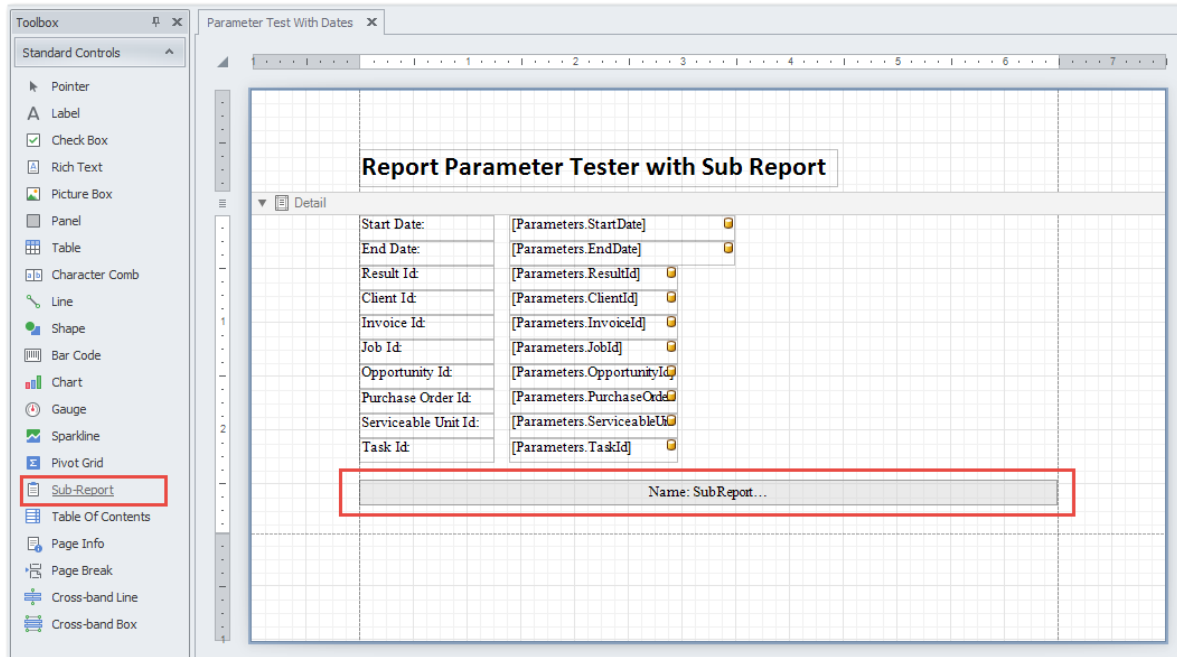 Toolbox
Standard Controls
Pointer
A Label
Check Box
Rich Text
Picture Box
Panel
Table
Character Comb
Line
Shape
Bar Code
Chart
Gauge
Sparkline
Pivot Grid
Sub-Report
Table Of Contents
Page Info
Page Break
Cross-band Line
Cross-band Box
Parameter Test With Dates
1 1 2 3 4 5 6 7
Report Parameter Tester with Sub Report
Detail
Start Date: [Parameters.StartDate]
End Date: [Parameters.EndDate]
Result Id: [Parameters.ResultId]
Client Id: [Parameters.ClientId]
1
Invoice Id: [Parameters.InvoiceId]
Job Id: [Parameters.JobId]
Opportunity Id: [Parameters.OpportunityId]
Purchase Order Id: [Parameters.PurchaseOrde
2
Serviceable Unit Id: [Parameters.ServiceableUn
Task Id: [Parameters.TaskId]
Name: SubReport...
1